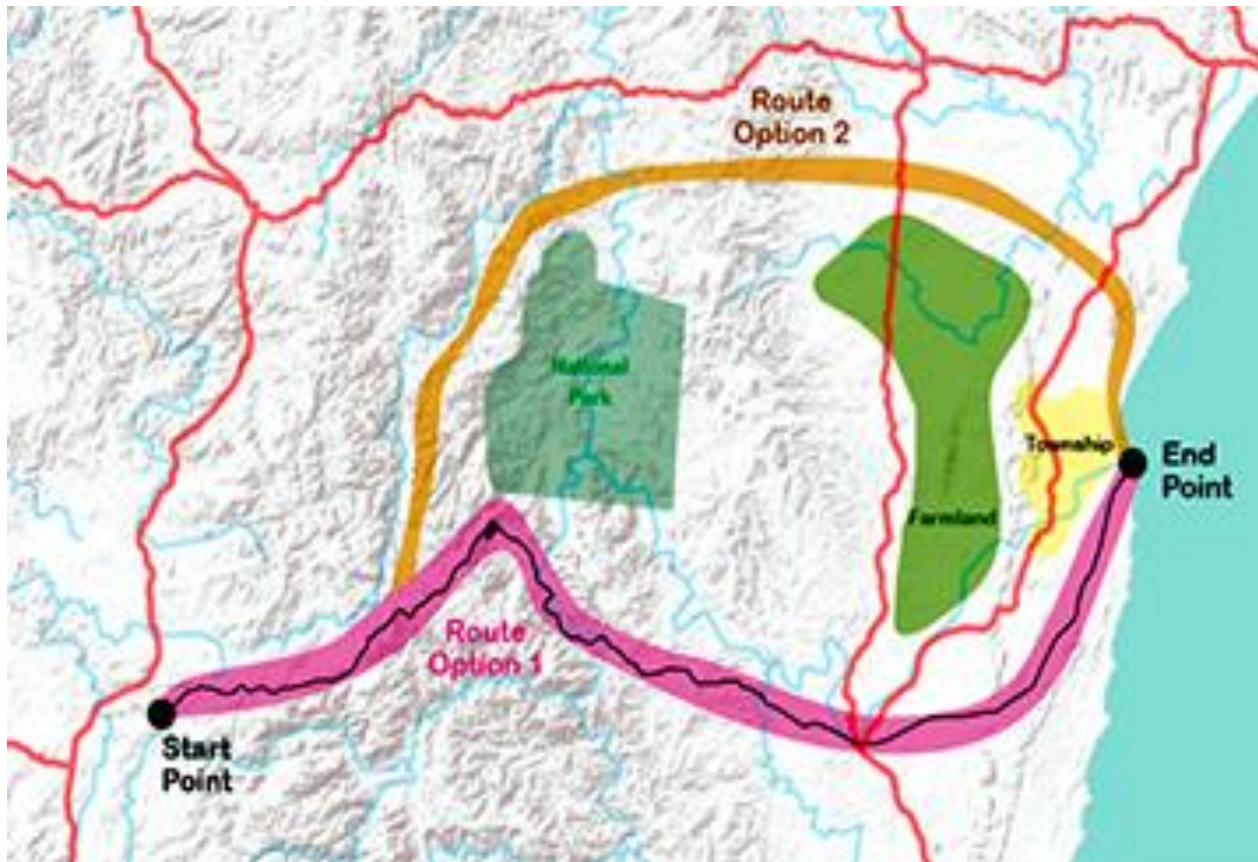 Route
Option 2
National
Park
Township
End
Point
Farmland
Route
Option 1
Start
Point